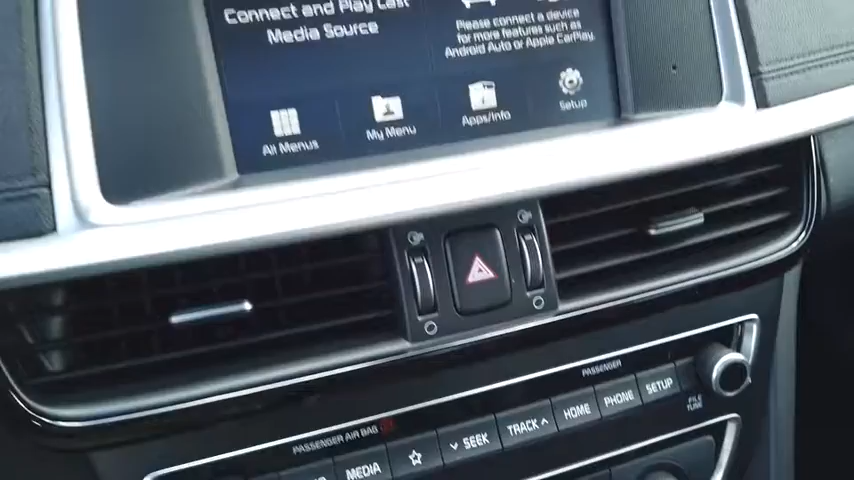 Connect and Play Cast
Media Source
Please connect a device
for more features such as
Android Auto or Apple CarPlay.
All Menus
My Menu
Apps/Info
Setup
PASSENGER
PASSENGER AIR BAG
MEDIA
SEEK
TRACK
HOME
PHONE
SETUP
FILE
TUNE